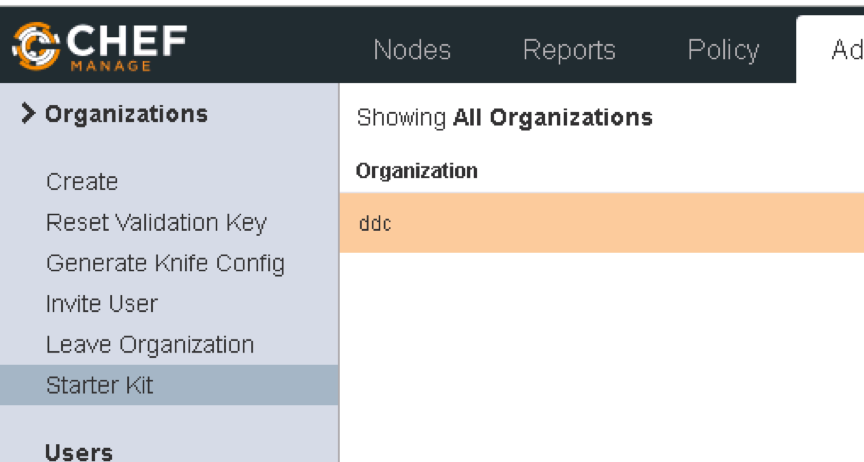 CHEF
MANAGE
Nodes Reports Policy Ad
Organizations
Showing All Organizations
Organization
Create
Reset Validation Key
ddc
Generate Knife Config
Invite User
Leave Organization
Starter Kit
Users